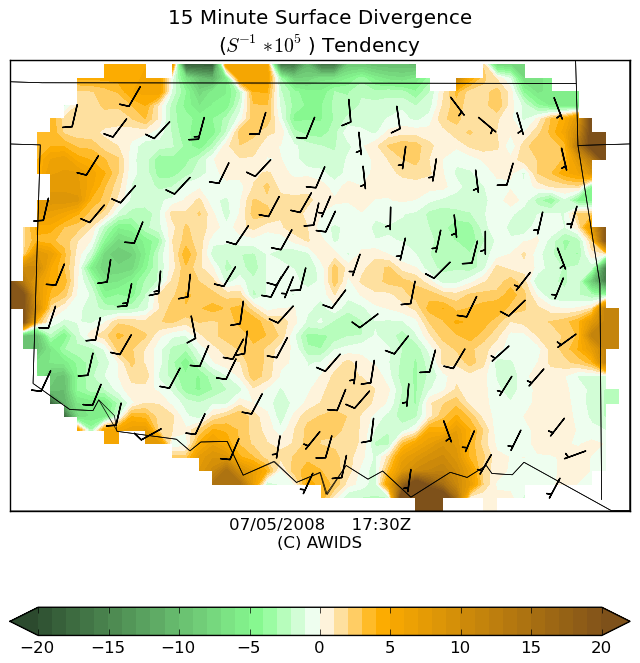 15 Minute Surface Divergence
(S⁻¹ * 10⁵ ) Tendency
07/05/2008 17:30Z
(C) AWIDS
−20 −15 −10 −5 0 5 10 15 20